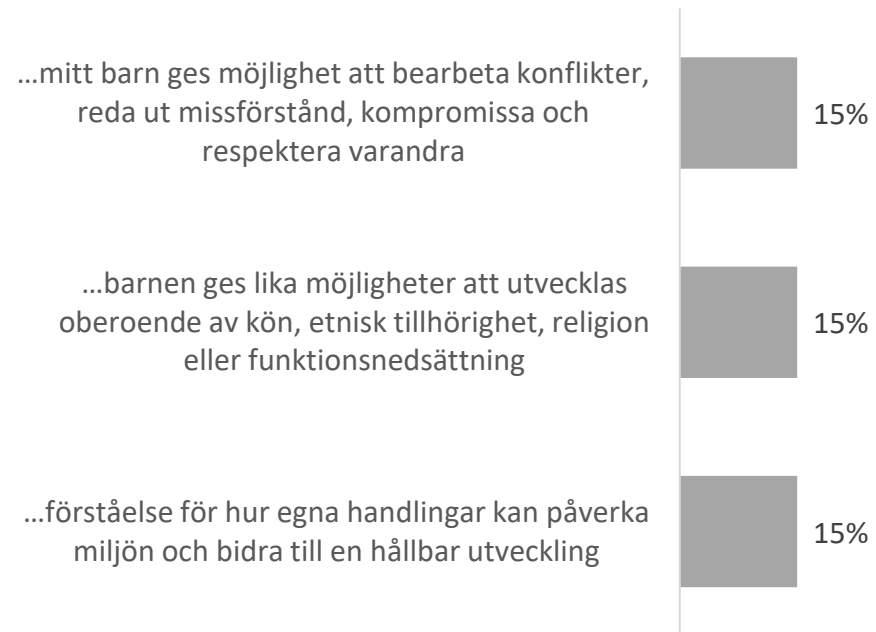 ...mitt barn ges möjlighet att bearbeta konflikter,
reda ut missförstånd, kompromissa och
respektera varandra
15%
...barnen ges lika möjligheter att utvecklas
oberoende av kön, etnisk tillhörighet, religion
eller funktionsnedsättning
15%
...förståelse för hur egna handlingar kan påverka
miljön och bidra till en hållbar utveckling
15%